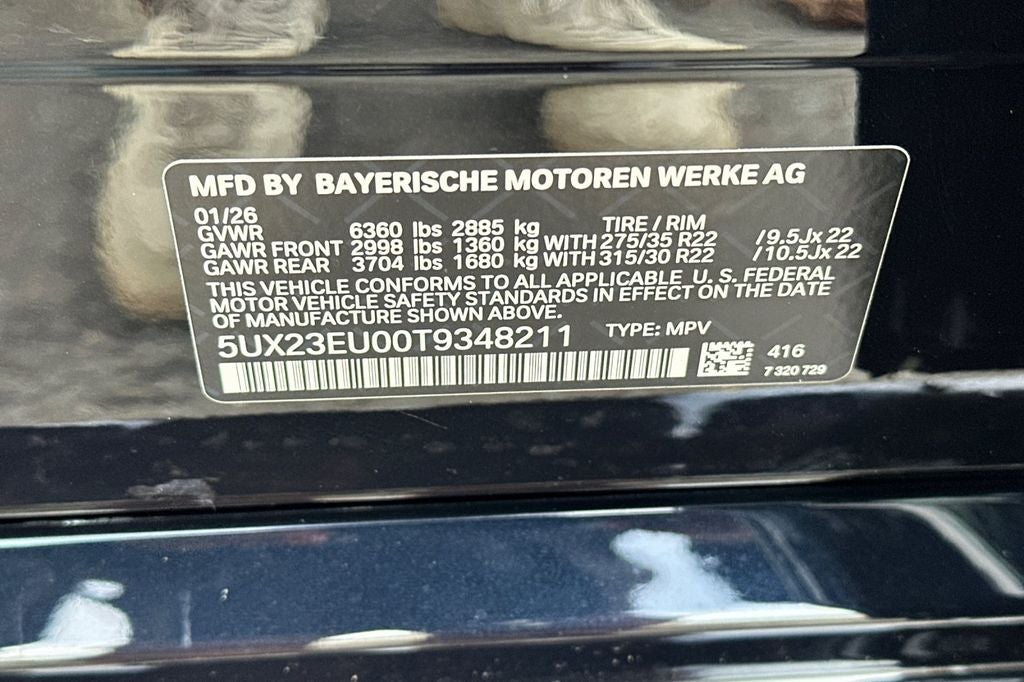 MFD BY BAYERISCHE MOTOREN WERKE AG
01/26 TIRE / RIM
GVWR 6360 lbs 2885 kg
GAWR FRONT 2998 lbs 1360 kg WITH 275/35 R22 /9.5Jx 22
GAWR REAR 3704 lbs 1680 kg WITH 315/30 R22 /10.5Jx 22
THIS VEHICLE CONFORMS TO ALL APPLICABLE U. S. FEDERAL
MOTOR VEHICLE SAFETY STANDARDS IN EFFECT ON THE DATE
OF MANUFACTURE SHOWN ABOVE.
5UX23EU00T9348211 TYPE: MPV
416
7 320 729